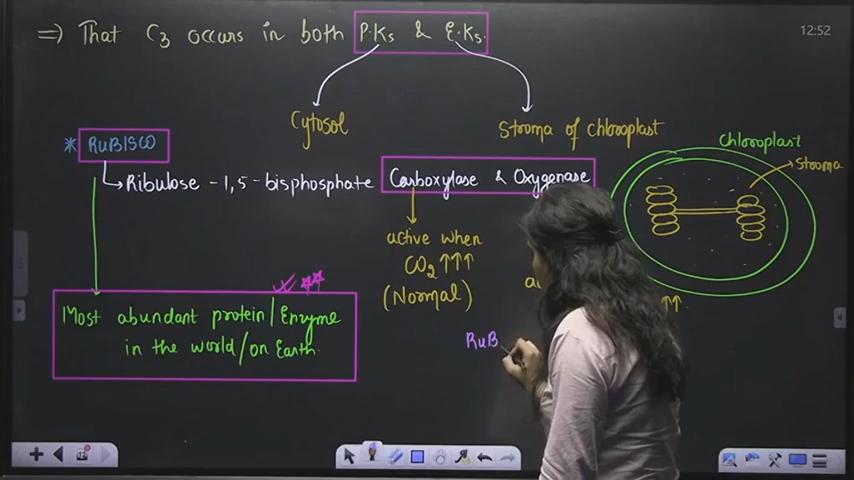 => That C3 occurs in both P.Ks & E.Ks.
12:52
Cytosol
Stroma of chloroplast
Chloroplast
Stroma
* RuBISCO
Ribulose - 1,5 - bisphosphate Carboxylase & Oxygenase
active when
CO2 ↑↑↑
(Normal)
↑↑
Most abundant protein/Enzyme
in the world/on Earth.
RuB